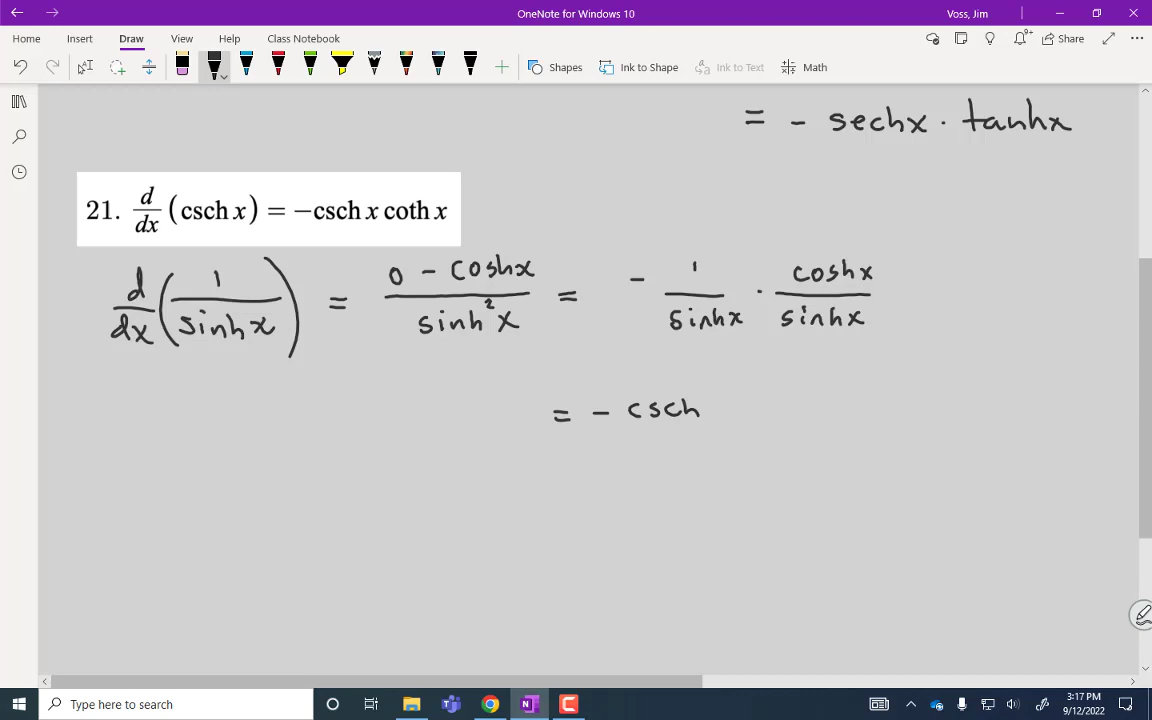 OneNote for Windows 10
Voss, Jim
Home Insert Draw View Help Class Notebook
Share
Shapes Ink to Shape Ink to Text Math
= - sechx · tanhx
21. d/dx (csch x) = −csch x coth x
d/dx (1/sinhx) = (0 - coshx)/(sinh²x) = - 1/sinhx · coshx/sinhx
= - csch
Type here to search
3:17 PM
9/12/2022